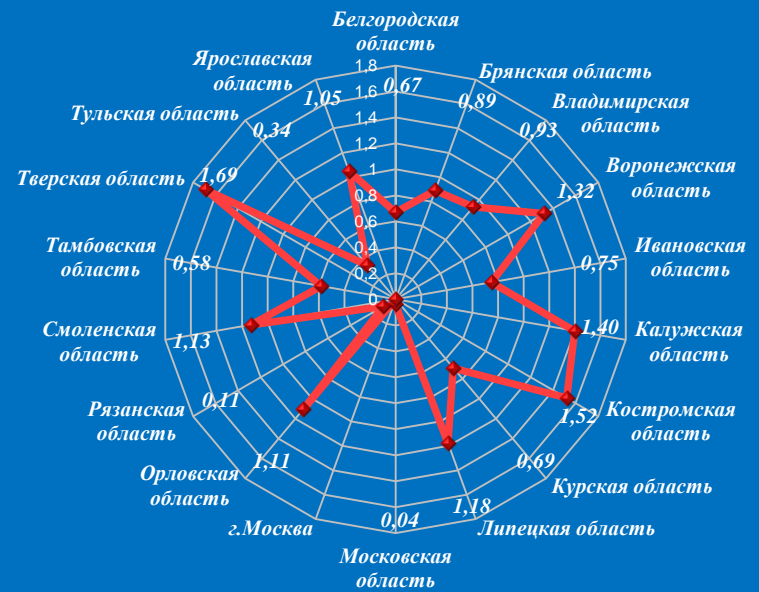 Белгородская
область
0,67
Брянская область
0,89
Владимирская
область
0,93
Воронежская
область
1,32
Ивановская
область
0,75
Калужская
область
1,40
Костромская
область
1,52
Курская область
0,69
Липецкая область
1,18
Московская
область
0,04
г.Москва
Орловская
область
1,11
Рязанская
область
0,11
Смоленская
область
1,13
Тамбовская
область
0,58
Тверская область
1,69
Тульская область
0,34
Ярославская
область
1,05
1,8
1,6
1,4
1,2
1
0,8
0,6
0,4
0,2
0